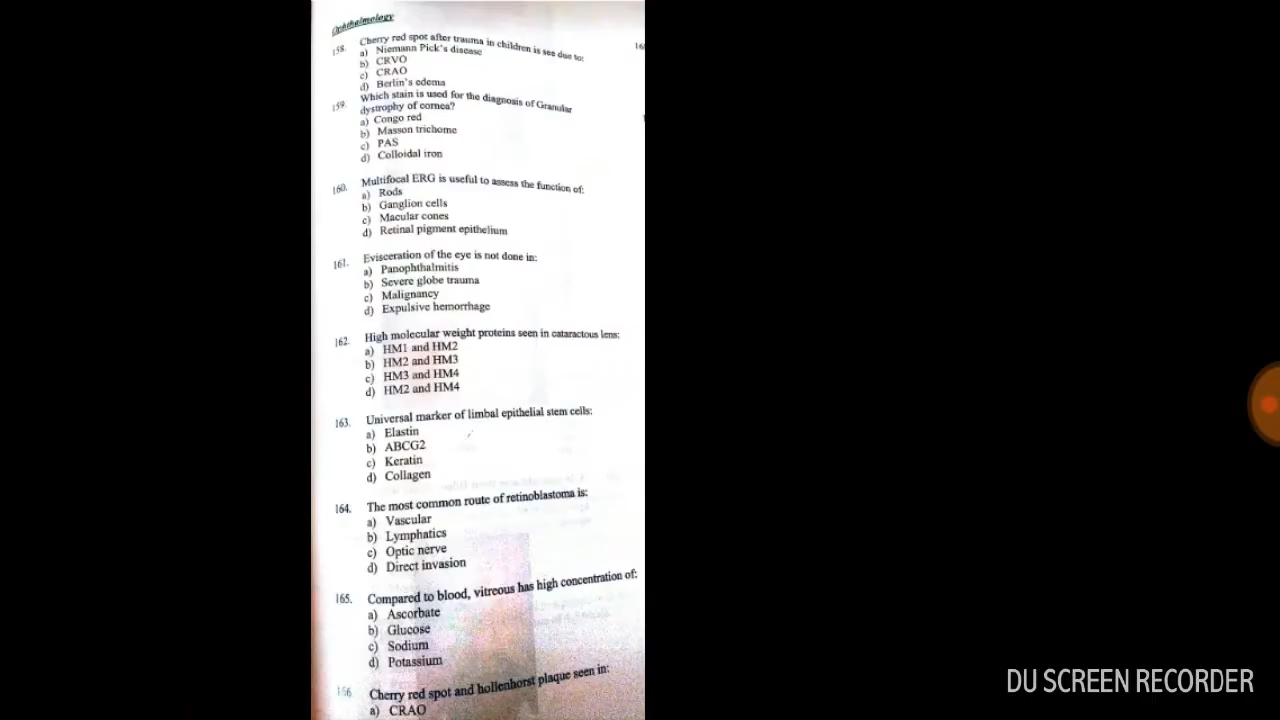 Ophthalmology
158. Cherry red spot after trauma in children is see due to:
a) Niemann Pick's disease
b) CRVO
c) CRAO
d) Berlin's edema
159. Which stain is used for the diagnosis of Granular
dystrophy of cornea?
a) Congo red
b) Masson trichome
c) PAS
d) Colloidal iron
160. Multifocal ERG is useful to assess the function of:
a) Rods
b) Ganglion cells
c) Macular cones
d) Retinal pigment epithelium
161. Evisceration of the eye is not done in:
a) Panophthalmitis
b) Severe globe trauma
c) Malignancy
d) Expulsive hemorrhage
162. High molecular weight proteins seen in cataractous lens:
a) HM1 and HM2
b) HM2 and HM3
c) HM3 and HM4
d) HM2 and HM4
163. Universal marker of limbal epithelial stem cells:
a) Elastin
b) ABCG2
c) Keratin
d) Collagen
164. The most common route of retinoblastoma is:
a) Vascular
b) Lymphatics
c) Optic nerve
d) Direct invasion
165. Compared to blood, vitreous has high concentration of:
a) Ascorbate
b) Glucose
c) Sodium
d) Potassium
166. Cherry red spot and hollenhorst plaque seen in:
a) CRAO
DU SCREEN RECORDER